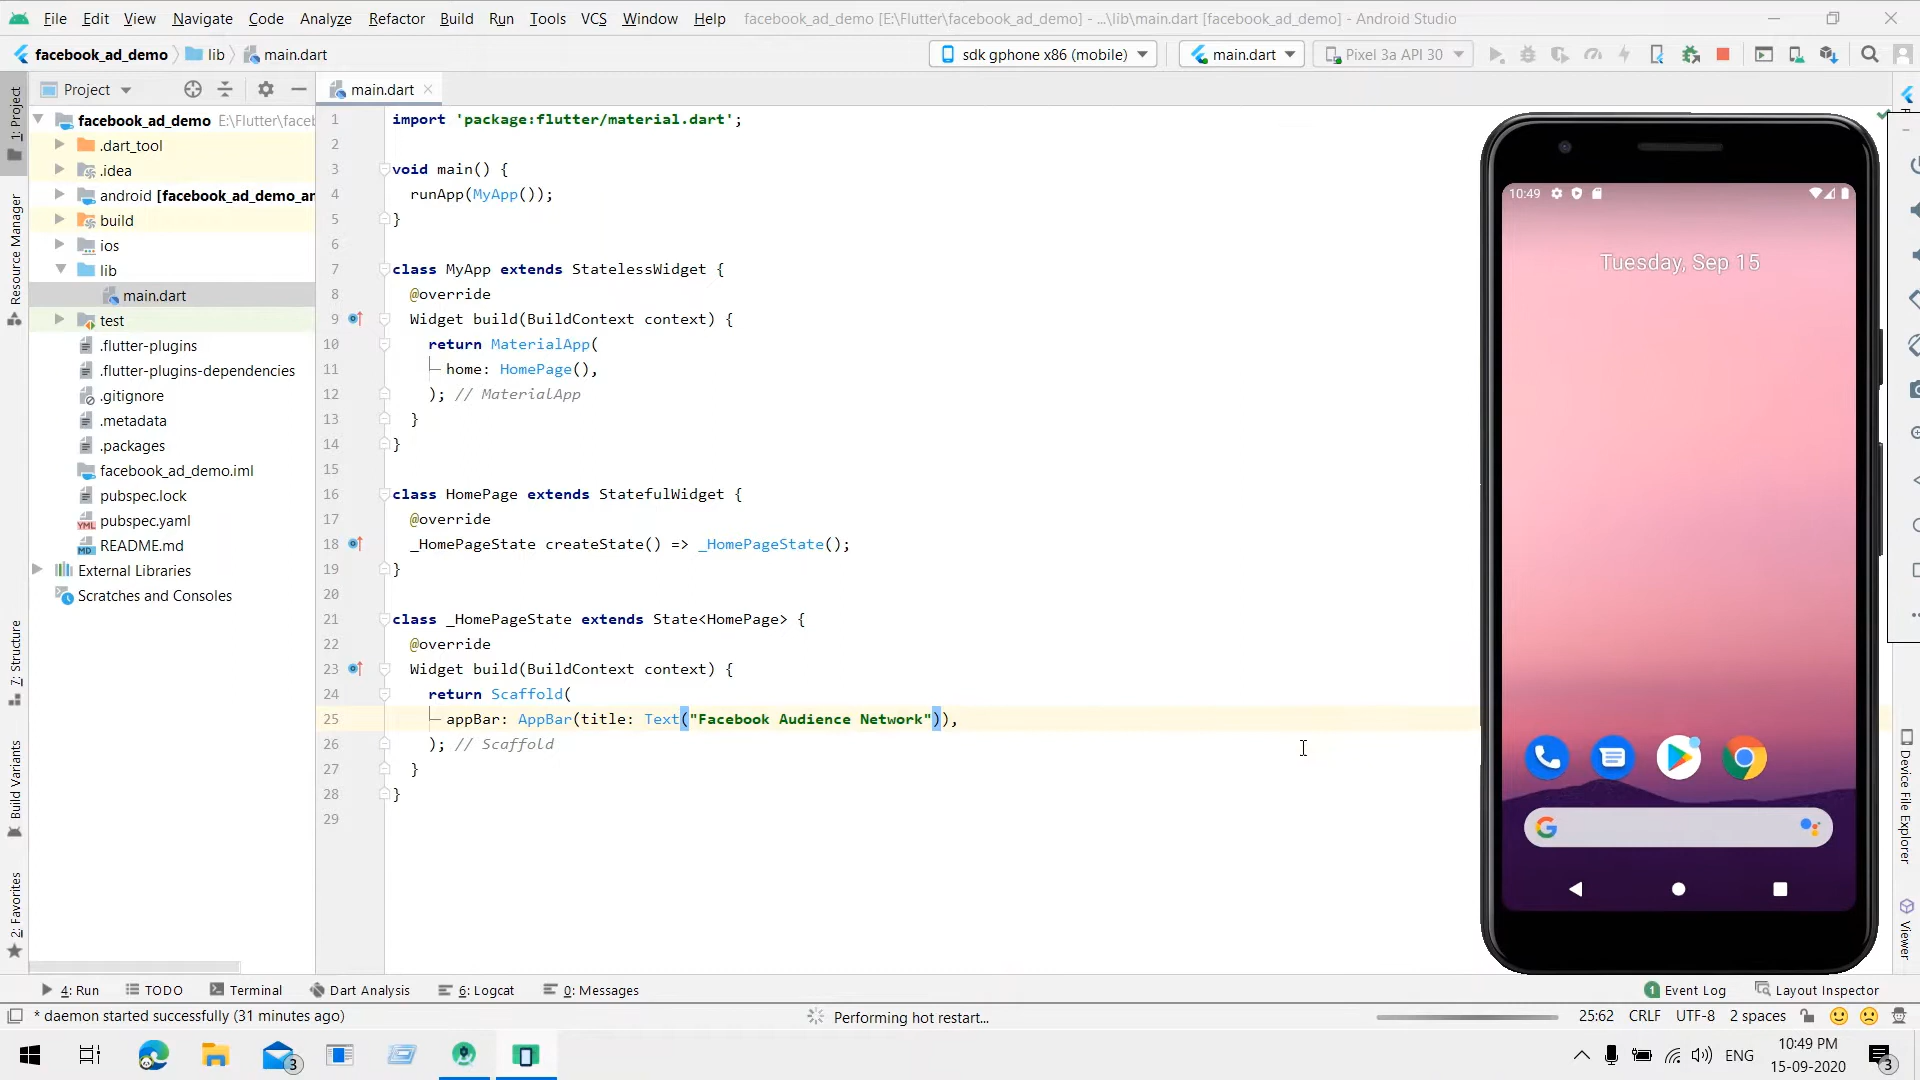 File Edit View Navigate Code Analyze Refactor Build Run Tools VCS Window Help facebook_ad_demo [E:\Flutter\facebook_ad_demo] - ...\lib\main.dart [facebook_ad_demo] - Android Studio
facebook_ad_demo lib main.dart sdk gphone x86 (mobile) main.dart Pixel 3a API 30
Project main.dart
1: Project
Resource Manager
7: Structure
Build Variants
2: Favorites
facebook_ad_demo E:\Flutter\faceb
.dart_tool
.idea
android [facebook_ad_demo_an
build
ios
lib
main.dart
test
.flutter-plugins
.flutter-plugins-dependencies
.gitignore
.metadata
.packages
facebook_ad_demo.iml
pubspec.lock
YML pubspec.yaml
MD README.md
External Libraries
Scratches and Consoles
1 import 'package:flutter/material.dart';
2
3 void main() {
4 runApp(MyApp());
5 }
6
7 class MyApp extends StatelessWidget {
8 @override
9 Widget build(BuildContext context) {
10 return MaterialApp(
11 home: HomePage(),
12 ); // MaterialApp
13 }
14 }
15
16 class HomePage extends StatefulWidget {
17 @override
18 _HomePageState createState() => _HomePageState();
19 }
20
21 class _HomePageState extends State<HomePage> {
22 @override
23 Widget build(BuildContext context) {
24 return Scaffold(
25 appBar: AppBar(title: Text("Facebook Audience Network")),
26 ); // Scaffold
27 }
28 }
29
10:49
Tuesday, Sep 15
G
Device File Explorer
Viewer
4: Run TODO Terminal Dart Analysis 6: Logcat 0: Messages 1 Event Log Layout Inspector
* daemon started successfully (31 minutes ago) Performing hot restart... 25:62 CRLF UTF-8 2 spaces
3 ENG 10:49 PM
15-09-2020 3